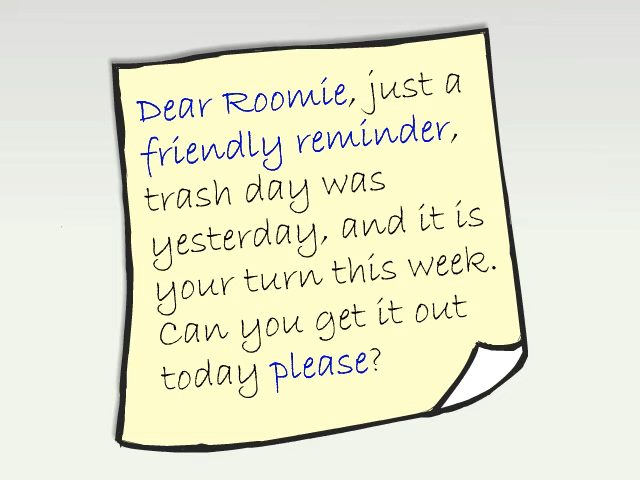 Dear Roomie, just a
friendly reminder,
trash day was
yesterday, and it is
your turn this week.
Can you get it out
today please?